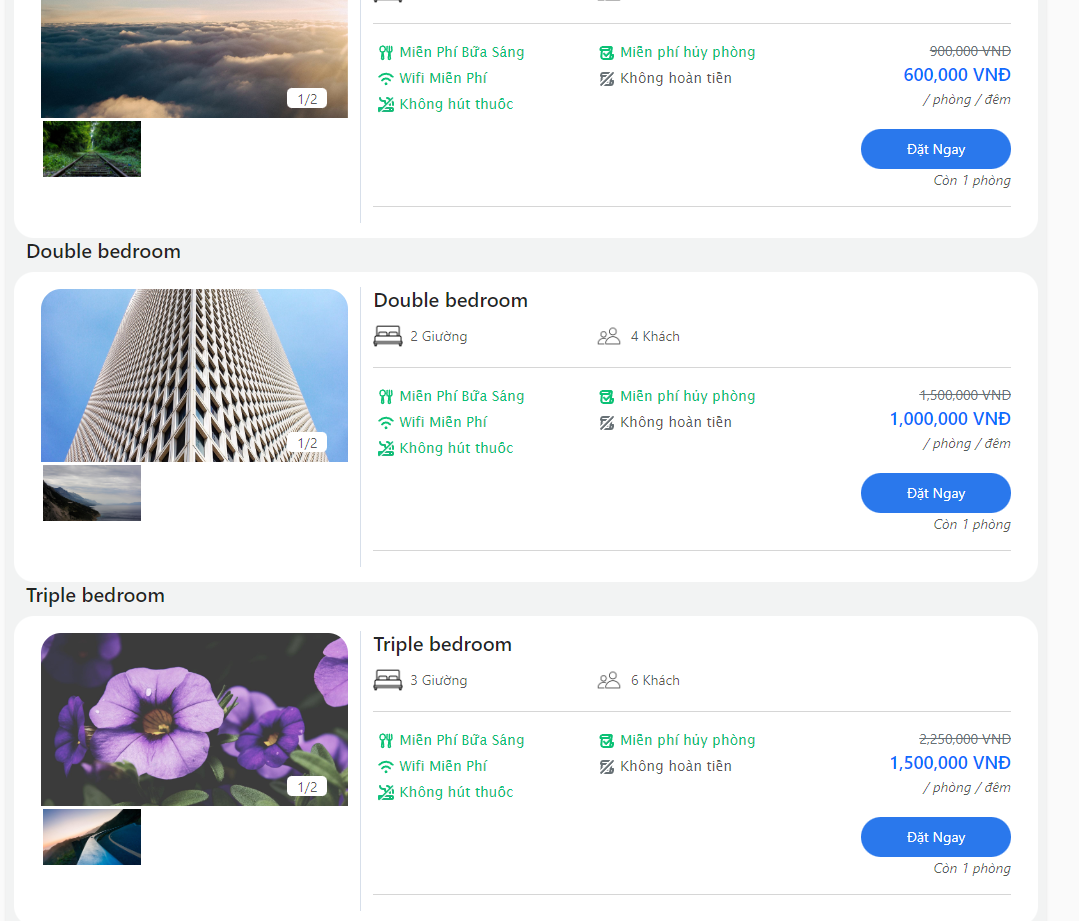 Miễn Phí Bữa Sáng
Miễn phí hủy phòng
900,000 VND
Wifi Miễn Phí
Không hoàn tiền
600,000 VNĐ
Không hút thuốc
/ phòng / đêm
1/2
Đặt Ngay
Còn 1 phòng
Double bedroom
Double bedroom
2 Giường
4 Khách
Miễn Phí Bữa Sáng
Miễn phí hủy phòng
1,500,000 VND
Wifi Miễn Phí
Không hoàn tiền
1,000,000 VNĐ
Không hút thuốc
/ phòng / đêm
1/2
Đặt Ngay
Còn 1 phòng
Triple bedroom
Triple bedroom
3 Giường
6 Khách
Miễn Phí Bữa Sáng
Miễn phí hủy phòng
2,250,000 VND
Wifi Miễn Phí
Không hoàn tiền
1,500,000 VNĐ
Không hút thuốc
/ phòng / đêm
1/2
Đặt Ngay
Còn 1 phòng